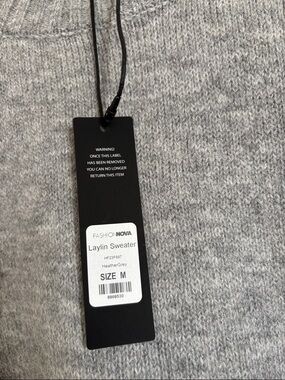 WARNING!
ONCE THIS LABEL
HAS BEEN REMOVED
YOU CAN NO LONGER
RETURN THIS ITEM
FASHIONNOVA
Laylin Sweater
HeatherGrey
SIZE M